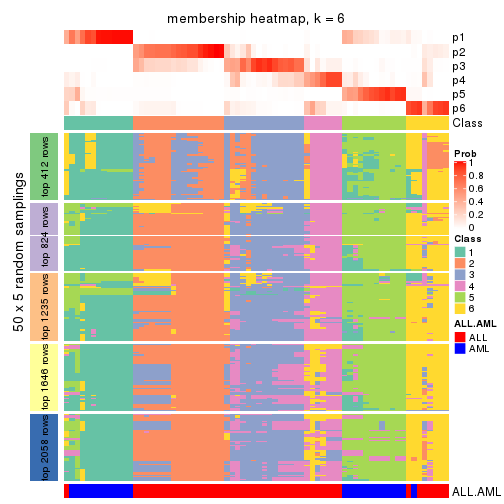 membership heatmap, k = 6
p1
p2
p3
p4
p5
p6
Class
50 x 5 random samplings
top 412 rows
top 824 rows
top 1235 rows
top 1646 rows
top 2058 rows
Prob
1
0.8
0.6
0.4
0.2
0
Class
1
2
3
4
5
6
ALL.AML
ALL
AML
ALL.AML